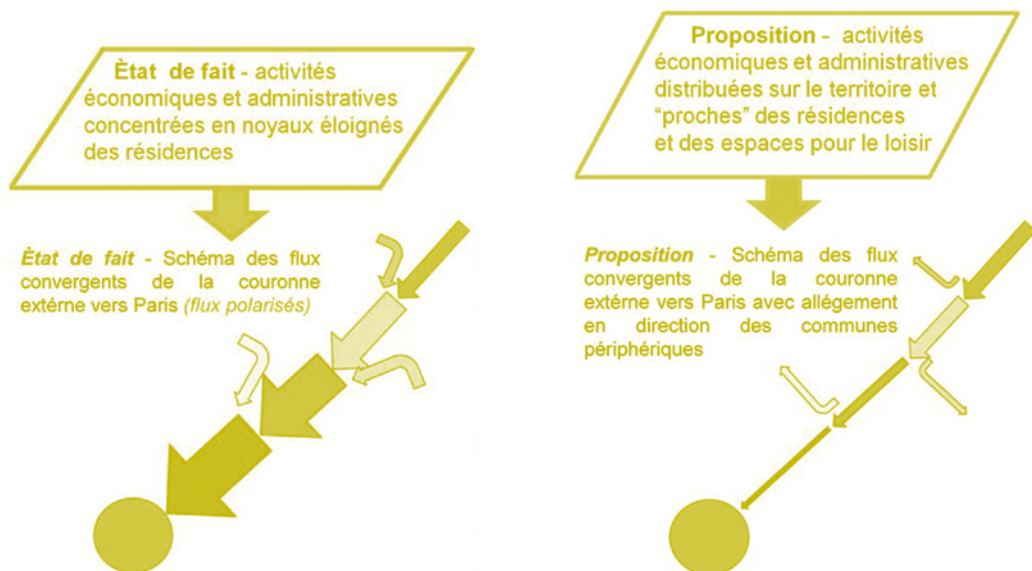 Ètat de fait - activités
économiques et administratives
concentrées en noyaux éloignés
des résidences
Ètat de fait - Schéma des flux
convergents de la couronne
extérne vers Paris (flux polarisés)
Proposition - activités
économiques et administratives
distribuées sur le territoire et
“proches” des résidences
et des espaces pour le loisir
Proposition - Schéma des flux
convergents de la couronne
extérne vers Paris avec allégement
en direction des communes
périphériques